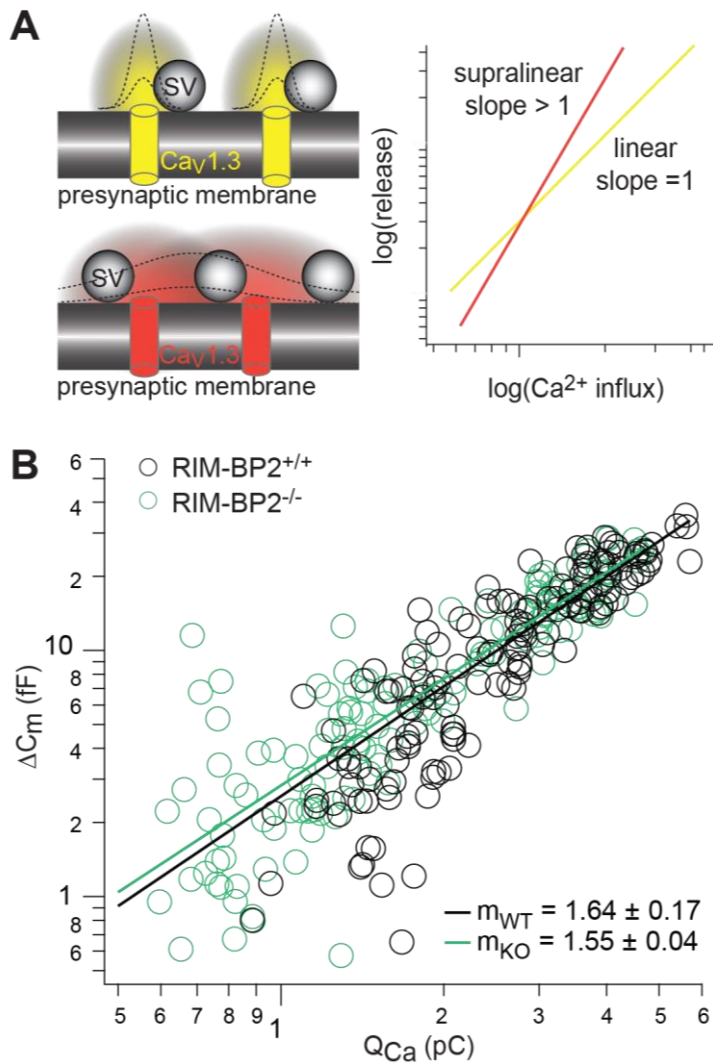 A
SV
Cav1.3
presynaptic membrane
SV
Cav1.3
presynaptic membrane
log(release)
supralinear
slope > 1
linear
slope =1
log(Ca²⁺ influx)
B
RIM-BP2⁺/⁺
RIM-BP2⁻/⁻
ΔCm (fF)
6
4
2
10
8
6
4
2
1
8
6
mWT = 1.64 ± 0.17
mKO = 1.55 ± 0.04
5 6 7 8 9 1 2 3 4 5 6
QCa (pC)